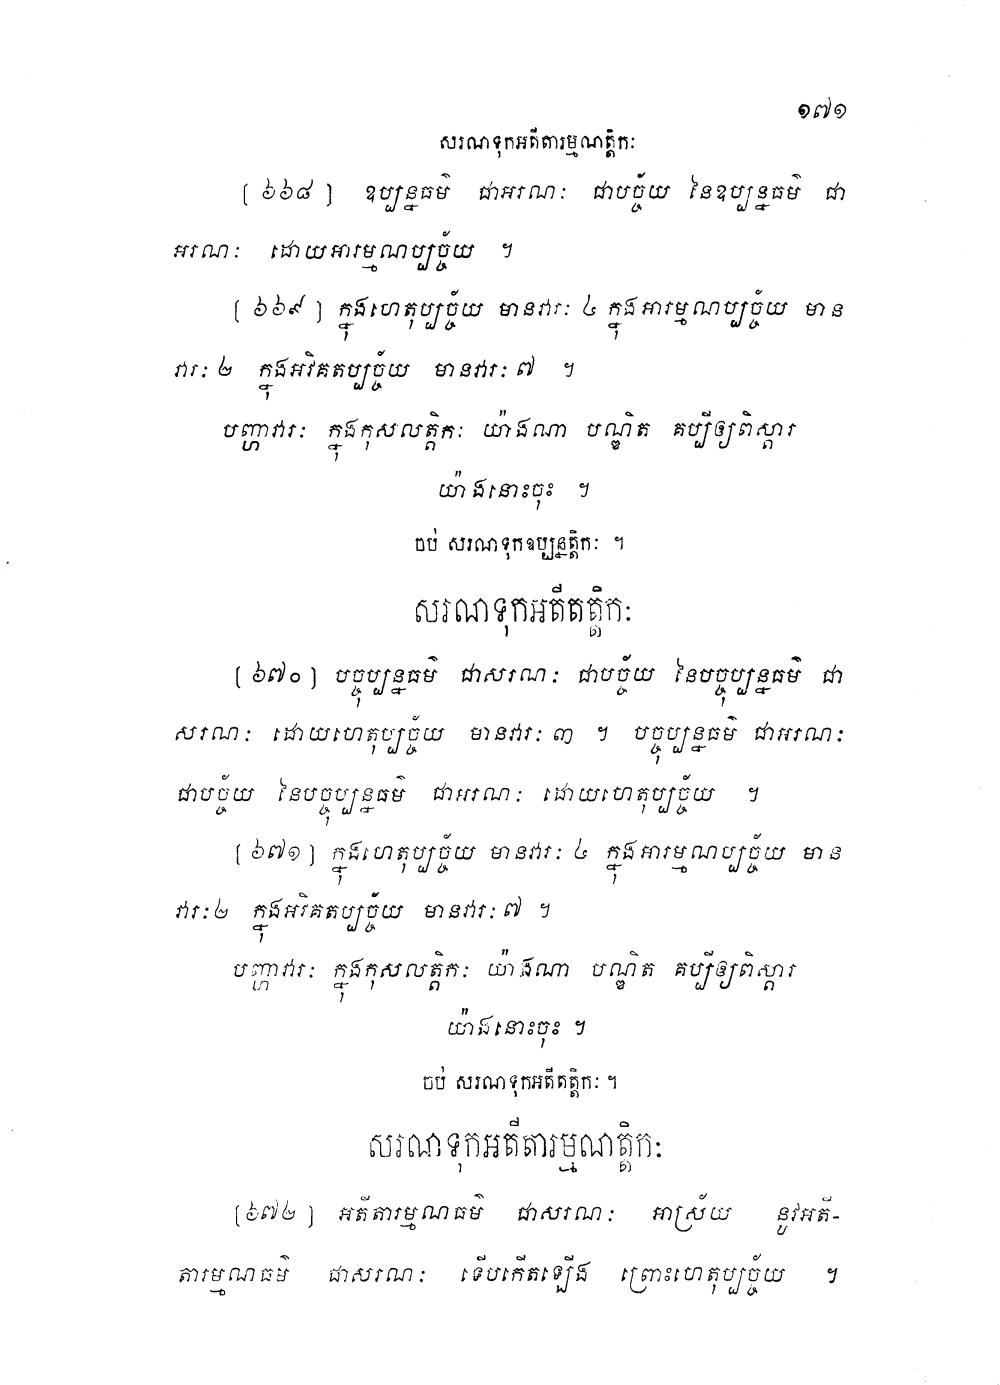 ១៧១
សរណទុកអតីតារម្មណត្តិកៈ
[ ៦៦៨ ] ឧប្បន្នធម៌ ជាអរណៈ ជាបច្ច័យ នៃឧប្បន្នធម៌ ជា
អរណៈ ដោយអារម្មណប្បច្ច័យ ។
[ ៦៦៩ ] ក្នុងហេតុប្បច្ច័យ មានវារៈ ៤ ក្នុងអារម្មណប្បច្ច័យ មាន
វារៈ ២ ក្នុងអវិគតប្បច្ច័យ មានវារៈ ៧ ។
បញ្ហាវារៈ ក្នុងកុសលត្តិកៈ យ៉ាងណា បណ្ឌិត គប្បីឲ្យពិស្តារ
យ៉ាងនោះចុះ ។
ចប់ សរណទុកឧប្បន្នត្តិកៈ ។
សរណទុកអតីតត្តិកៈ
[ ៦៧០ ] បច្ចុប្បន្នធម៌ ជាសរណៈ ជាបច្ច័យ នៃបច្ចុប្បន្នធម៌ ជា
សរណៈ ដោយហេតុប្បច្ច័យ មានវារៈ ៣ ។ បច្ចុប្បន្នធម៌ ជាអរណៈ
ជាបច្ច័យ នៃបច្ចុប្បន្នធម៌ ជាអរណៈ ដោយហេតុប្បច្ច័យ ។
[ ៦៧១ ] ក្នុងហេតុប្បច្ច័យ មានវារៈ ៤ ក្នុងអារម្មណប្បច្ច័យ មាន
វារៈ ២ ក្នុងអវិគតប្បច្ច័យ មានវារៈ ៧ ។
បញ្ហាវារៈ ក្នុងកុសលត្តិកៈ យ៉ាងណា បណ្ឌិត គប្បីឲ្យពិស្តារ
យ៉ាងនោះចុះ ។
ចប់ សរណទុកអតីតត្តិកៈ ។
សរណទុកអតីតារម្មណត្តិកៈ
[ ៦៧២ ] អតីតារម្មណធម៌ ជាសរណៈ អាស្រ័យ នូវអតី-
តារម្មណធម៌ ជាសរណៈ ទើបកើតឡើង ព្រោះហេតុប្បច្ច័យ ។